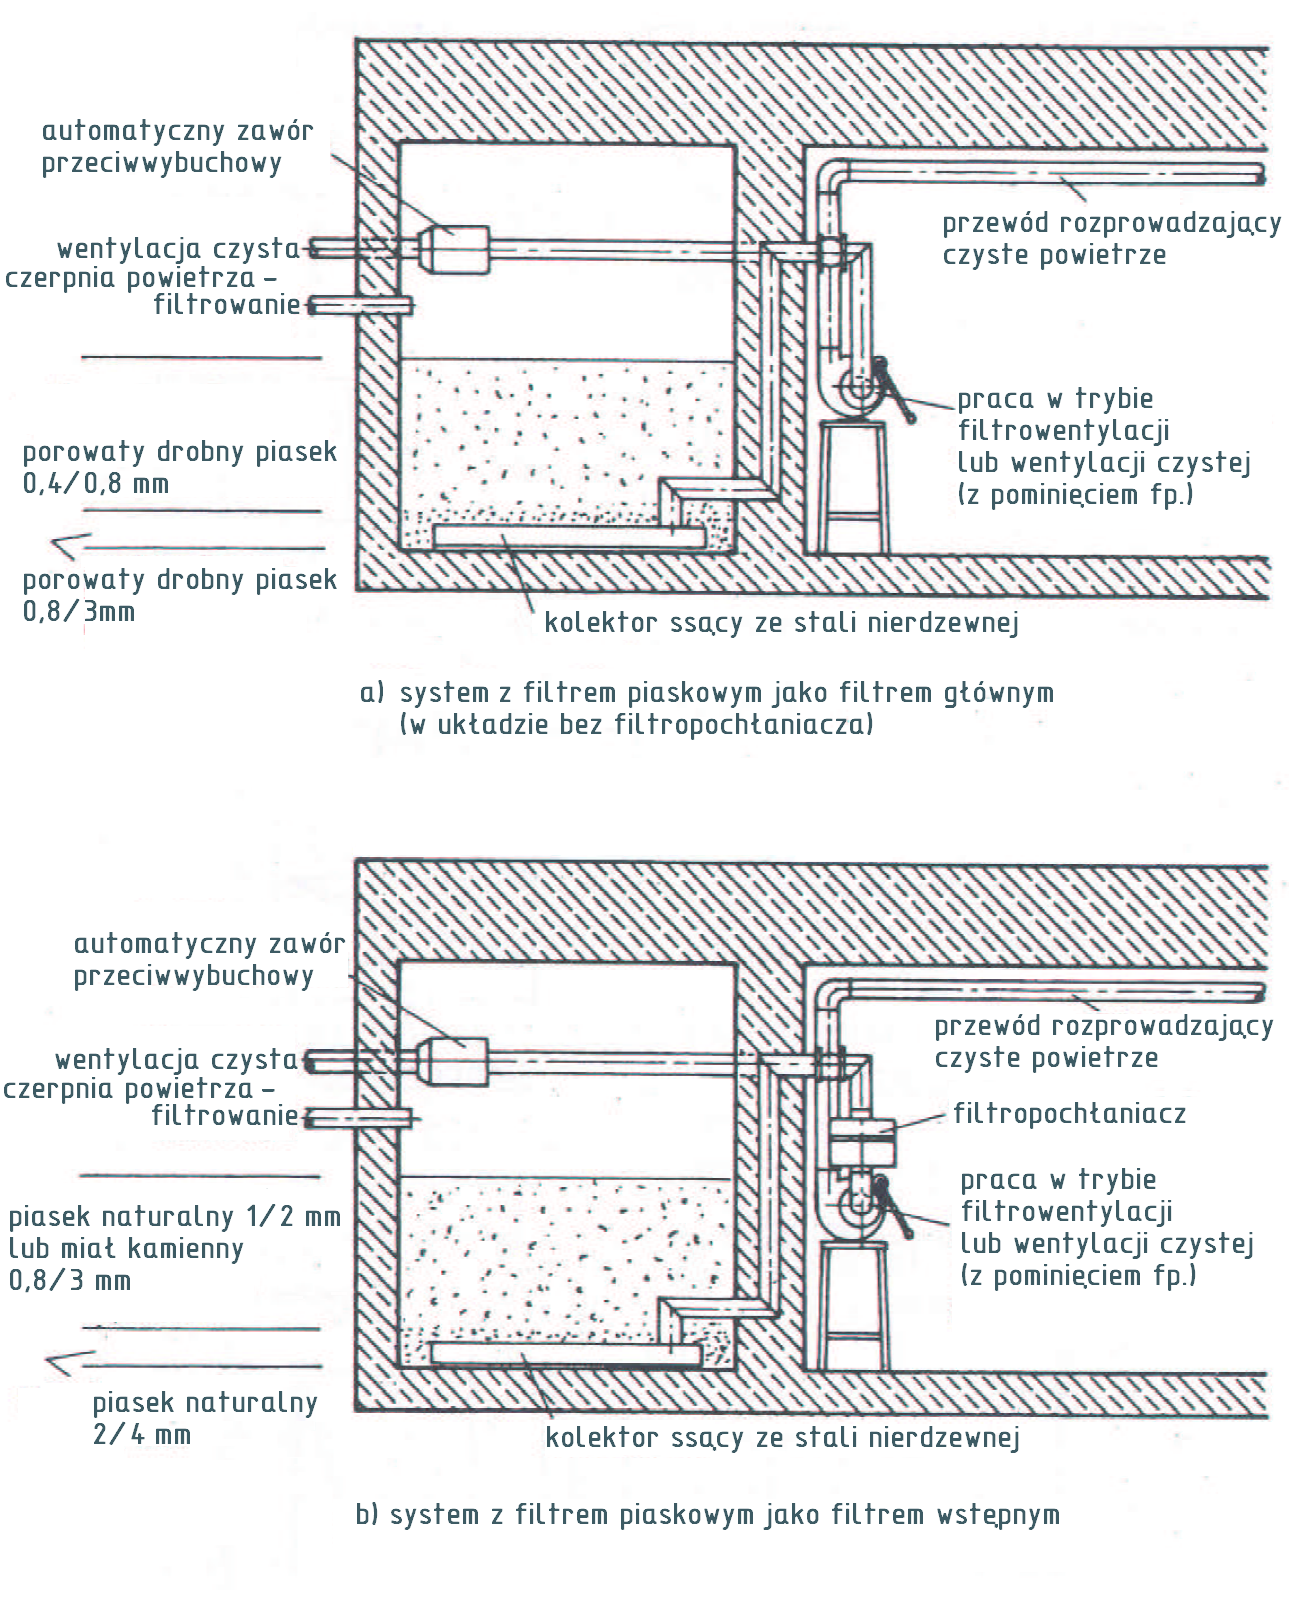 automatyczny zawór
przeciwwybuchowy
wentylacja czysta
czerpnia powietrza –
filtrowanie
przewód rozprowadzający
czyste powietrze
praca w trybie
filtrowentylacji
lub wentylacji czystej
(z pominięciem fp.)
porowaty drobny piasek
0,4/0,8 mm
porowaty drobny piasek
0,8/3mm
kolektor ssący ze stali nierdzewnej
a) system z filtrem piaskowym jako filtrem głównym
(w układzie bez filtropochłaniacza)
automatyczny zawór
przeciwwybuchowy
wentylacja czysta
czerpnia powietrza –
filtrowanie
przewód rozprowadzający
czyste powietrze
filtropochłaniacz
praca w trybie
filtrowentylacji
lub wentylacji czystej
(z pominięciem fp.)
piasek naturalny 1/2 mm
lub miał kamienny
0,8/3 mm
piasek naturalny
2/4 mm
kolektor ssący ze stali nierdzewnej
b) system z filtrem piaskowym jako filtrem wstępnym